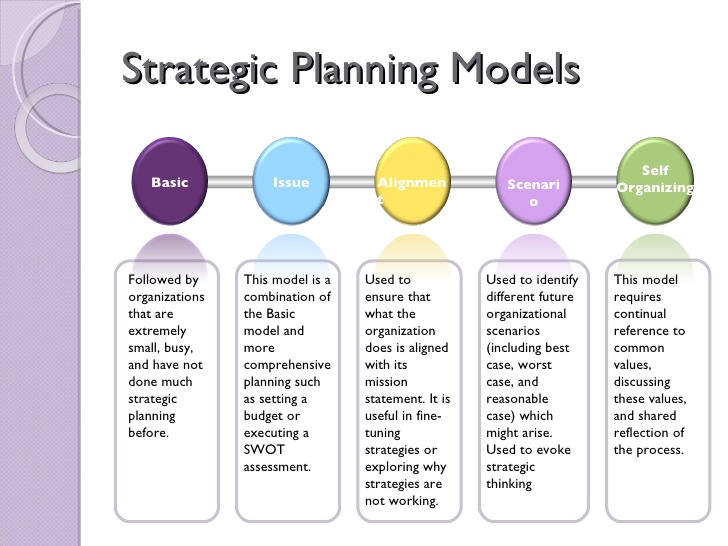 Strategic Planning Models
Basic
Issue
Alignmen
t
Scenari
o
Self
Organizing
Followed by
organizations
that are
extremely
small, busy,
and have not
done much
strategic
planning
before.
This model is a
combination of
the Basic
model and
more
comprehensive
planning such
as setting a
budget or
executing a
SWOT
assessment.
Used to
ensure that
what the
organization
does is aligned
with its
mission
statement. It is
useful in fine-
tuning
strategies or
exploring why
strategies are
not working.
Used to identify
different future
organizational
scenarios
(including best
case, worst
case, and
reasonable
case) which
might arise.
Used to evoke
strategic
thinking
This model
requires
continual
reference to
common
values,
discussing
these values,
and shared
reflection of
the process.